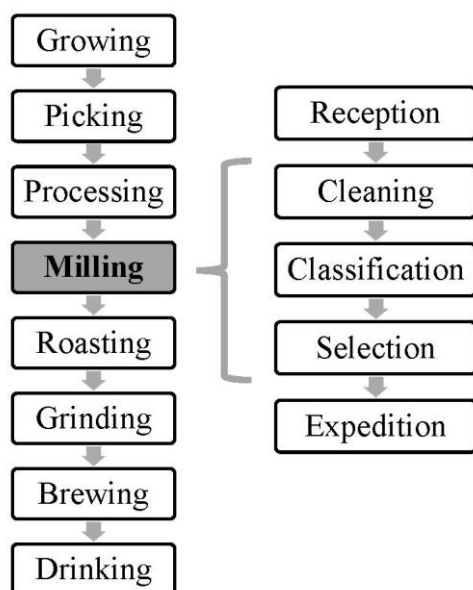 Growing
Picking
Processing
Milling
Roasting
Grinding
Brewing
Drinking
Reception
Cleaning
Classification
Selection
Expedition